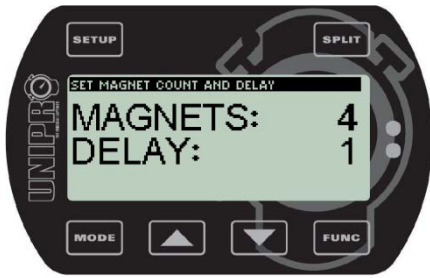 SETUP
SPLIT
SET MAGNET COUNT AND DELAY
MAGNETS: 4
DELAY: 1
UNIPRO
MODE
FUNC